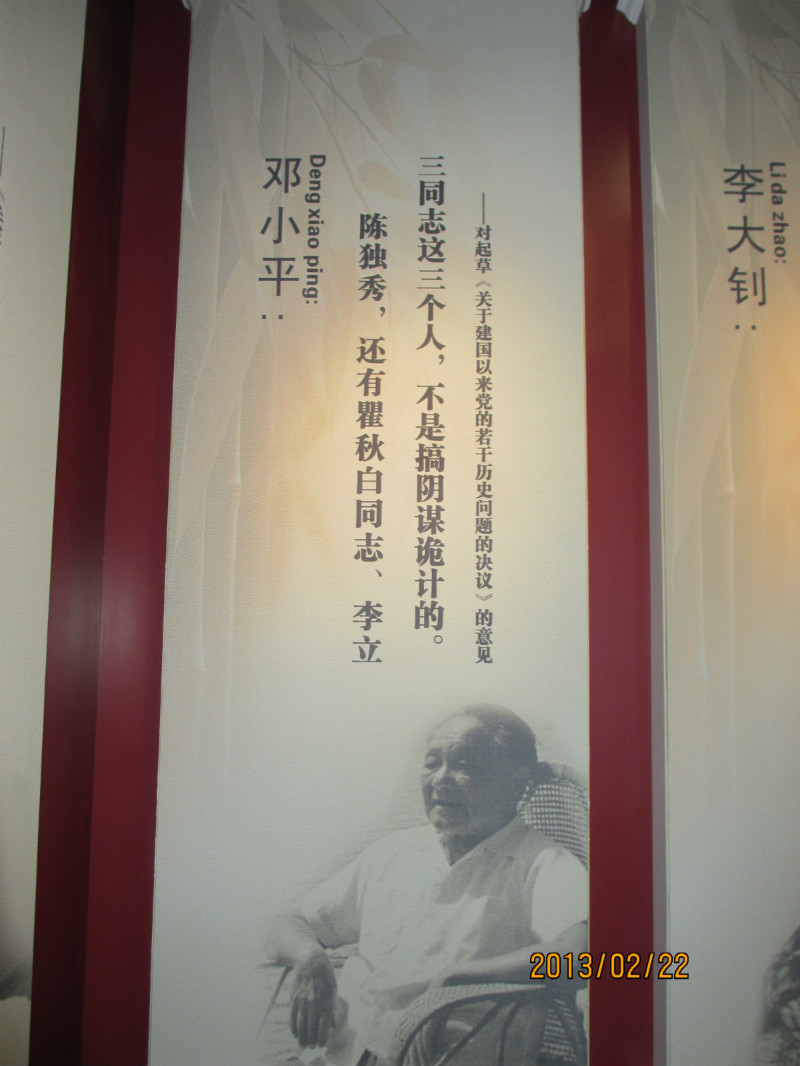 邓小平：
Deng xiao ping:
陈独秀，还有瞿秋白同志、李立
三同志这三个人，不是搞阴谋诡计的。
——对起草《关于建国以来党的若干历史问题的决议》的意见
李大钊：
Li da zhao:
2013/02/22